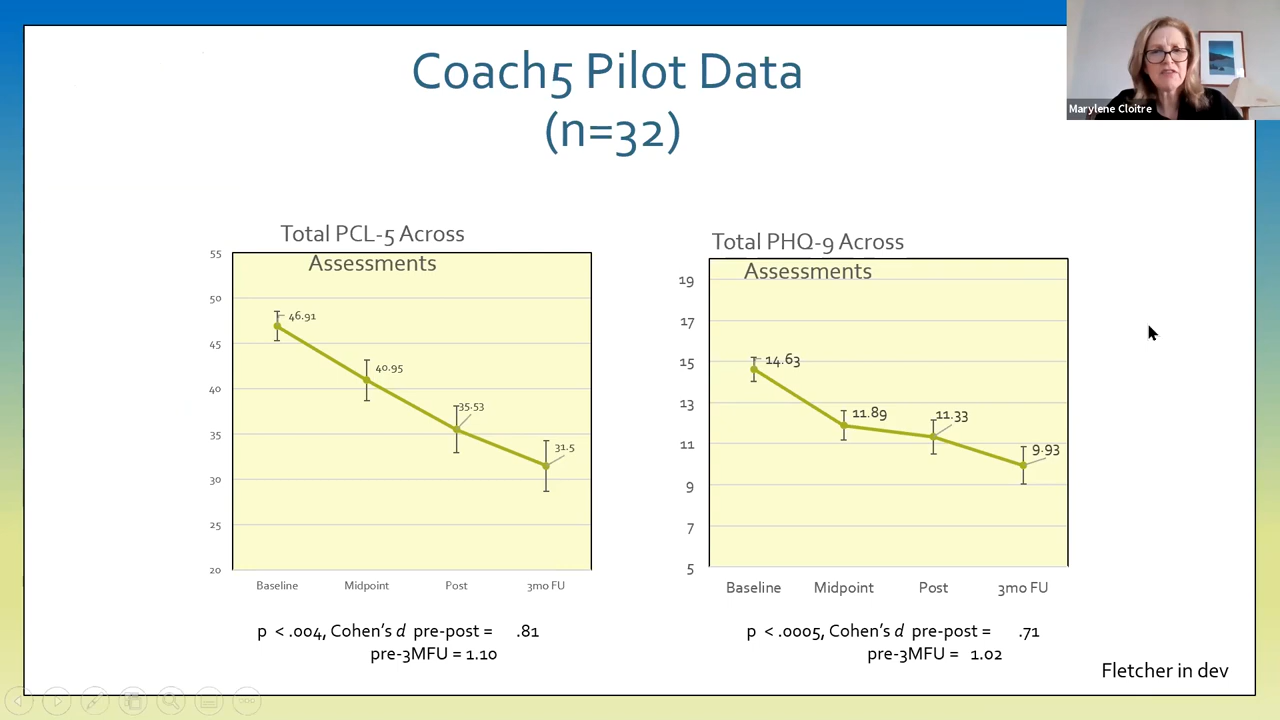 Coach5 Pilot Data
(n=32)
Marylene Cloitre
Total PCL-5 Across
Assessments
55
50
45
40
35
30
25
20
46.91
40.95
35.53
31.5
Baseline
Midpoint
Post
3mo FU
p < .004, Cohen's d pre-post = .81
pre-3MFU = 1.10
Total PHQ-9 Across
Assessments
19
17
15
13
11
9
7
5
14.63
11.89
11.33
9.93
Baseline
Midpoint
Post
3mo FU
p < .0005, Cohen's d pre-post = .71
pre-3MFU = 1.02
Fletcher in dev